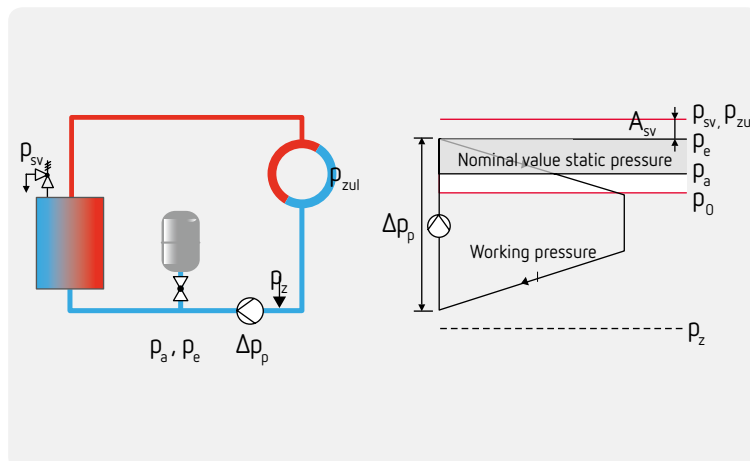 p_sv
p_zul
p_z
p_a , p_e
Δp_p
p_sv, p_zu
A_sv
p_e
Nominal value static pressure
p_a
p_0
Δp_p
Working pressure
p_z